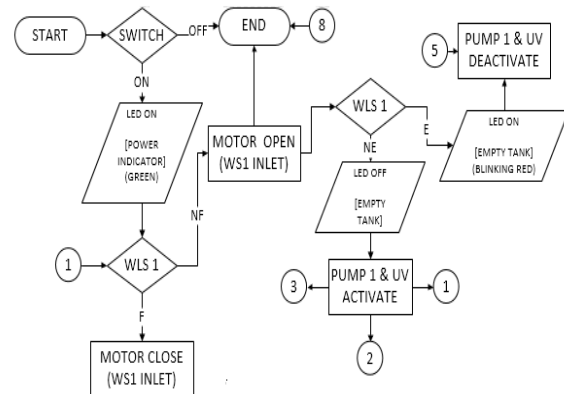 START
SWITCH
OFF
END
8
5
PUMP 1 & UV
DEACTIVATE
ON
LED ON
[POWER
INDICATOR]
(GREEN)
MOTOR OPEN
(WS1 INLET)
WLS 1
E
LED ON
[EMPTY TANK]
(BLINKING RED)
NE
LED OFF
[EMPTY
TANK]
NF
1
WLS 1
3
PUMP 1 & UV
ACTIVATE
1
F
2
MOTOR CLOSE
(WS1 INLET)